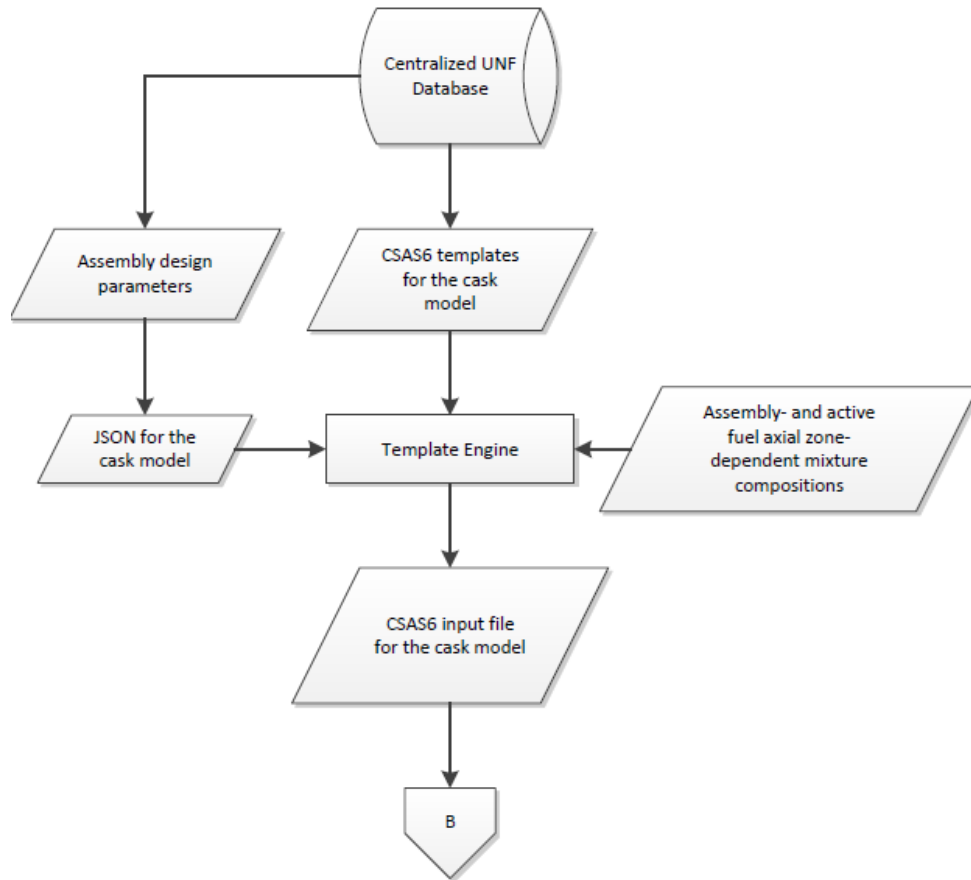 Centralized UNF
Database
Assembly design
parameters
CSAS6 templates
for the cask
model
JSON for the
cask model
Template Engine
Assembly- and active
fuel axial zone-
dependent mixture
compositions
CSAS6 input file
for the cask model
B